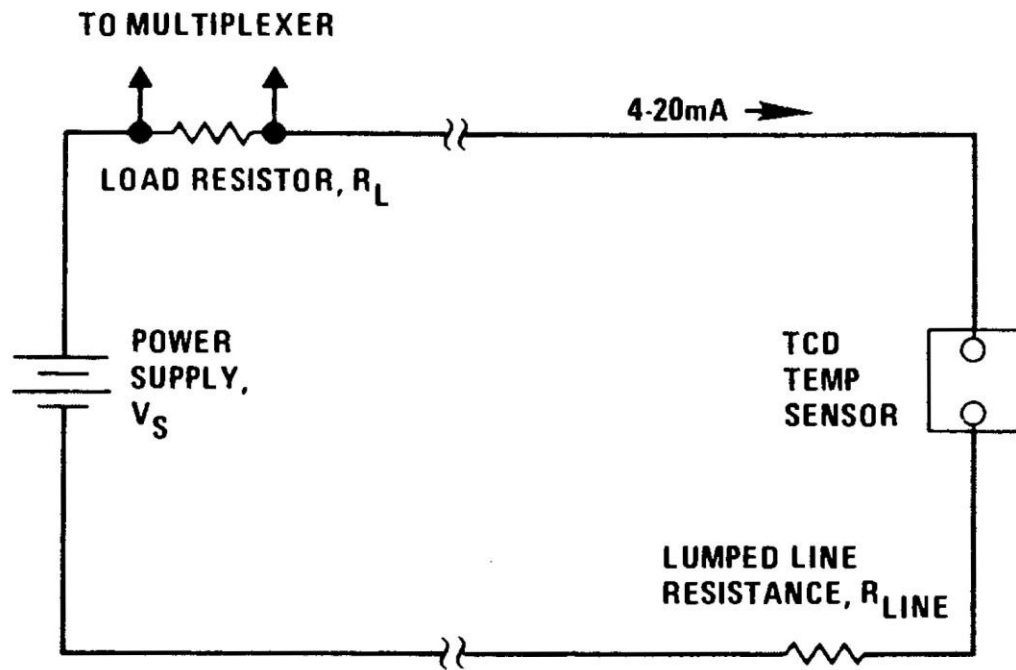 TO MULTIPLEXER
4-20mA
LOAD RESISTOR, RL
POWER
SUPPLY,
VS
TCD
TEMP
SENSOR
LUMPED LINE
RESISTANCE, RLINE